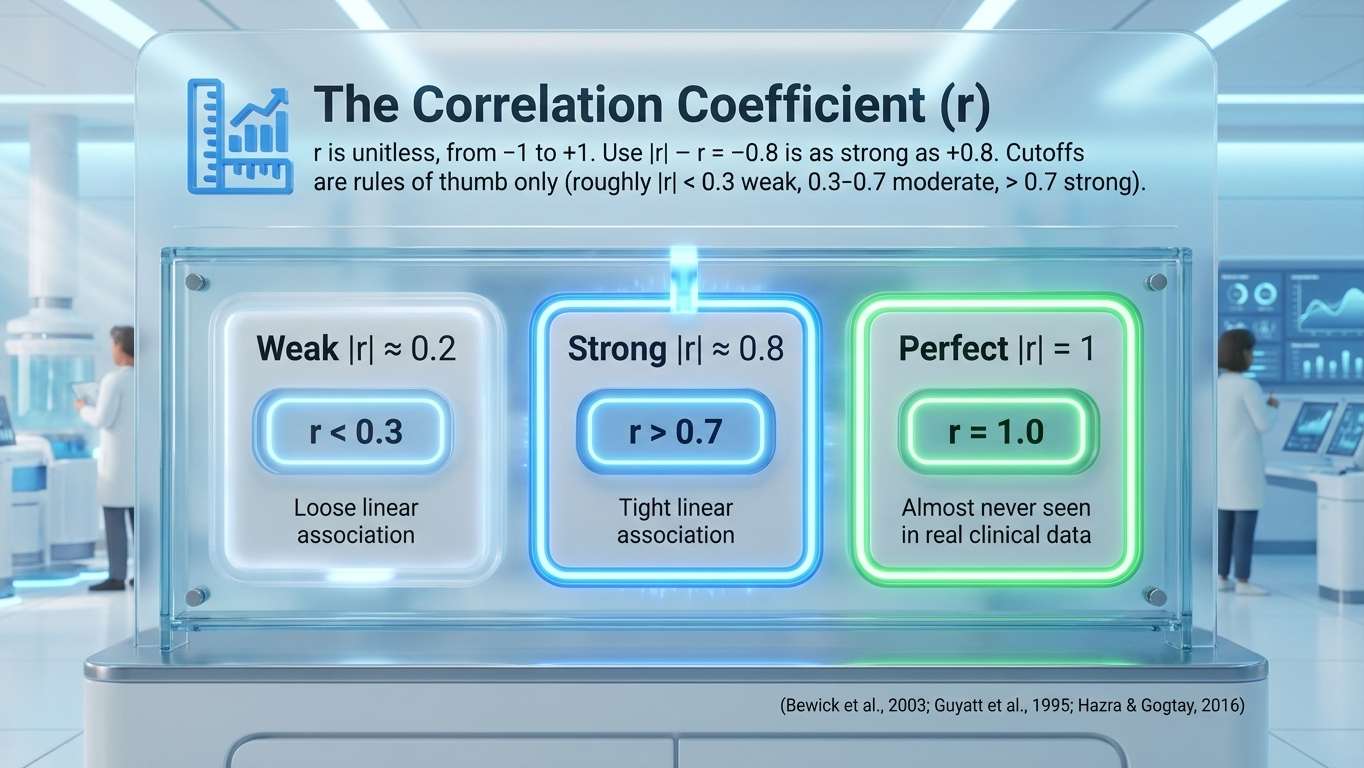 The Correlation Coefficient (r)
r is unitless, from −1 to +1. Use |r| − r = −0.8 is as strong as +0.8. Cutoffs
are rules of thumb only (roughly |r| < 0.3 weak, 0.3–0.7 moderate, > 0.7 strong).
Weak |r| ≈ 0.2
r < 0.3
Loose linear
association
Strong |r| ≈ 0.8
r > 0.7
Tight linear
association
Perfect |r| = 1
r = 1.0
Almost never seen
in real clinical data
(Bewick et al., 2003; Guyatt et al., 1995; Hazra & Gogtay, 2016)